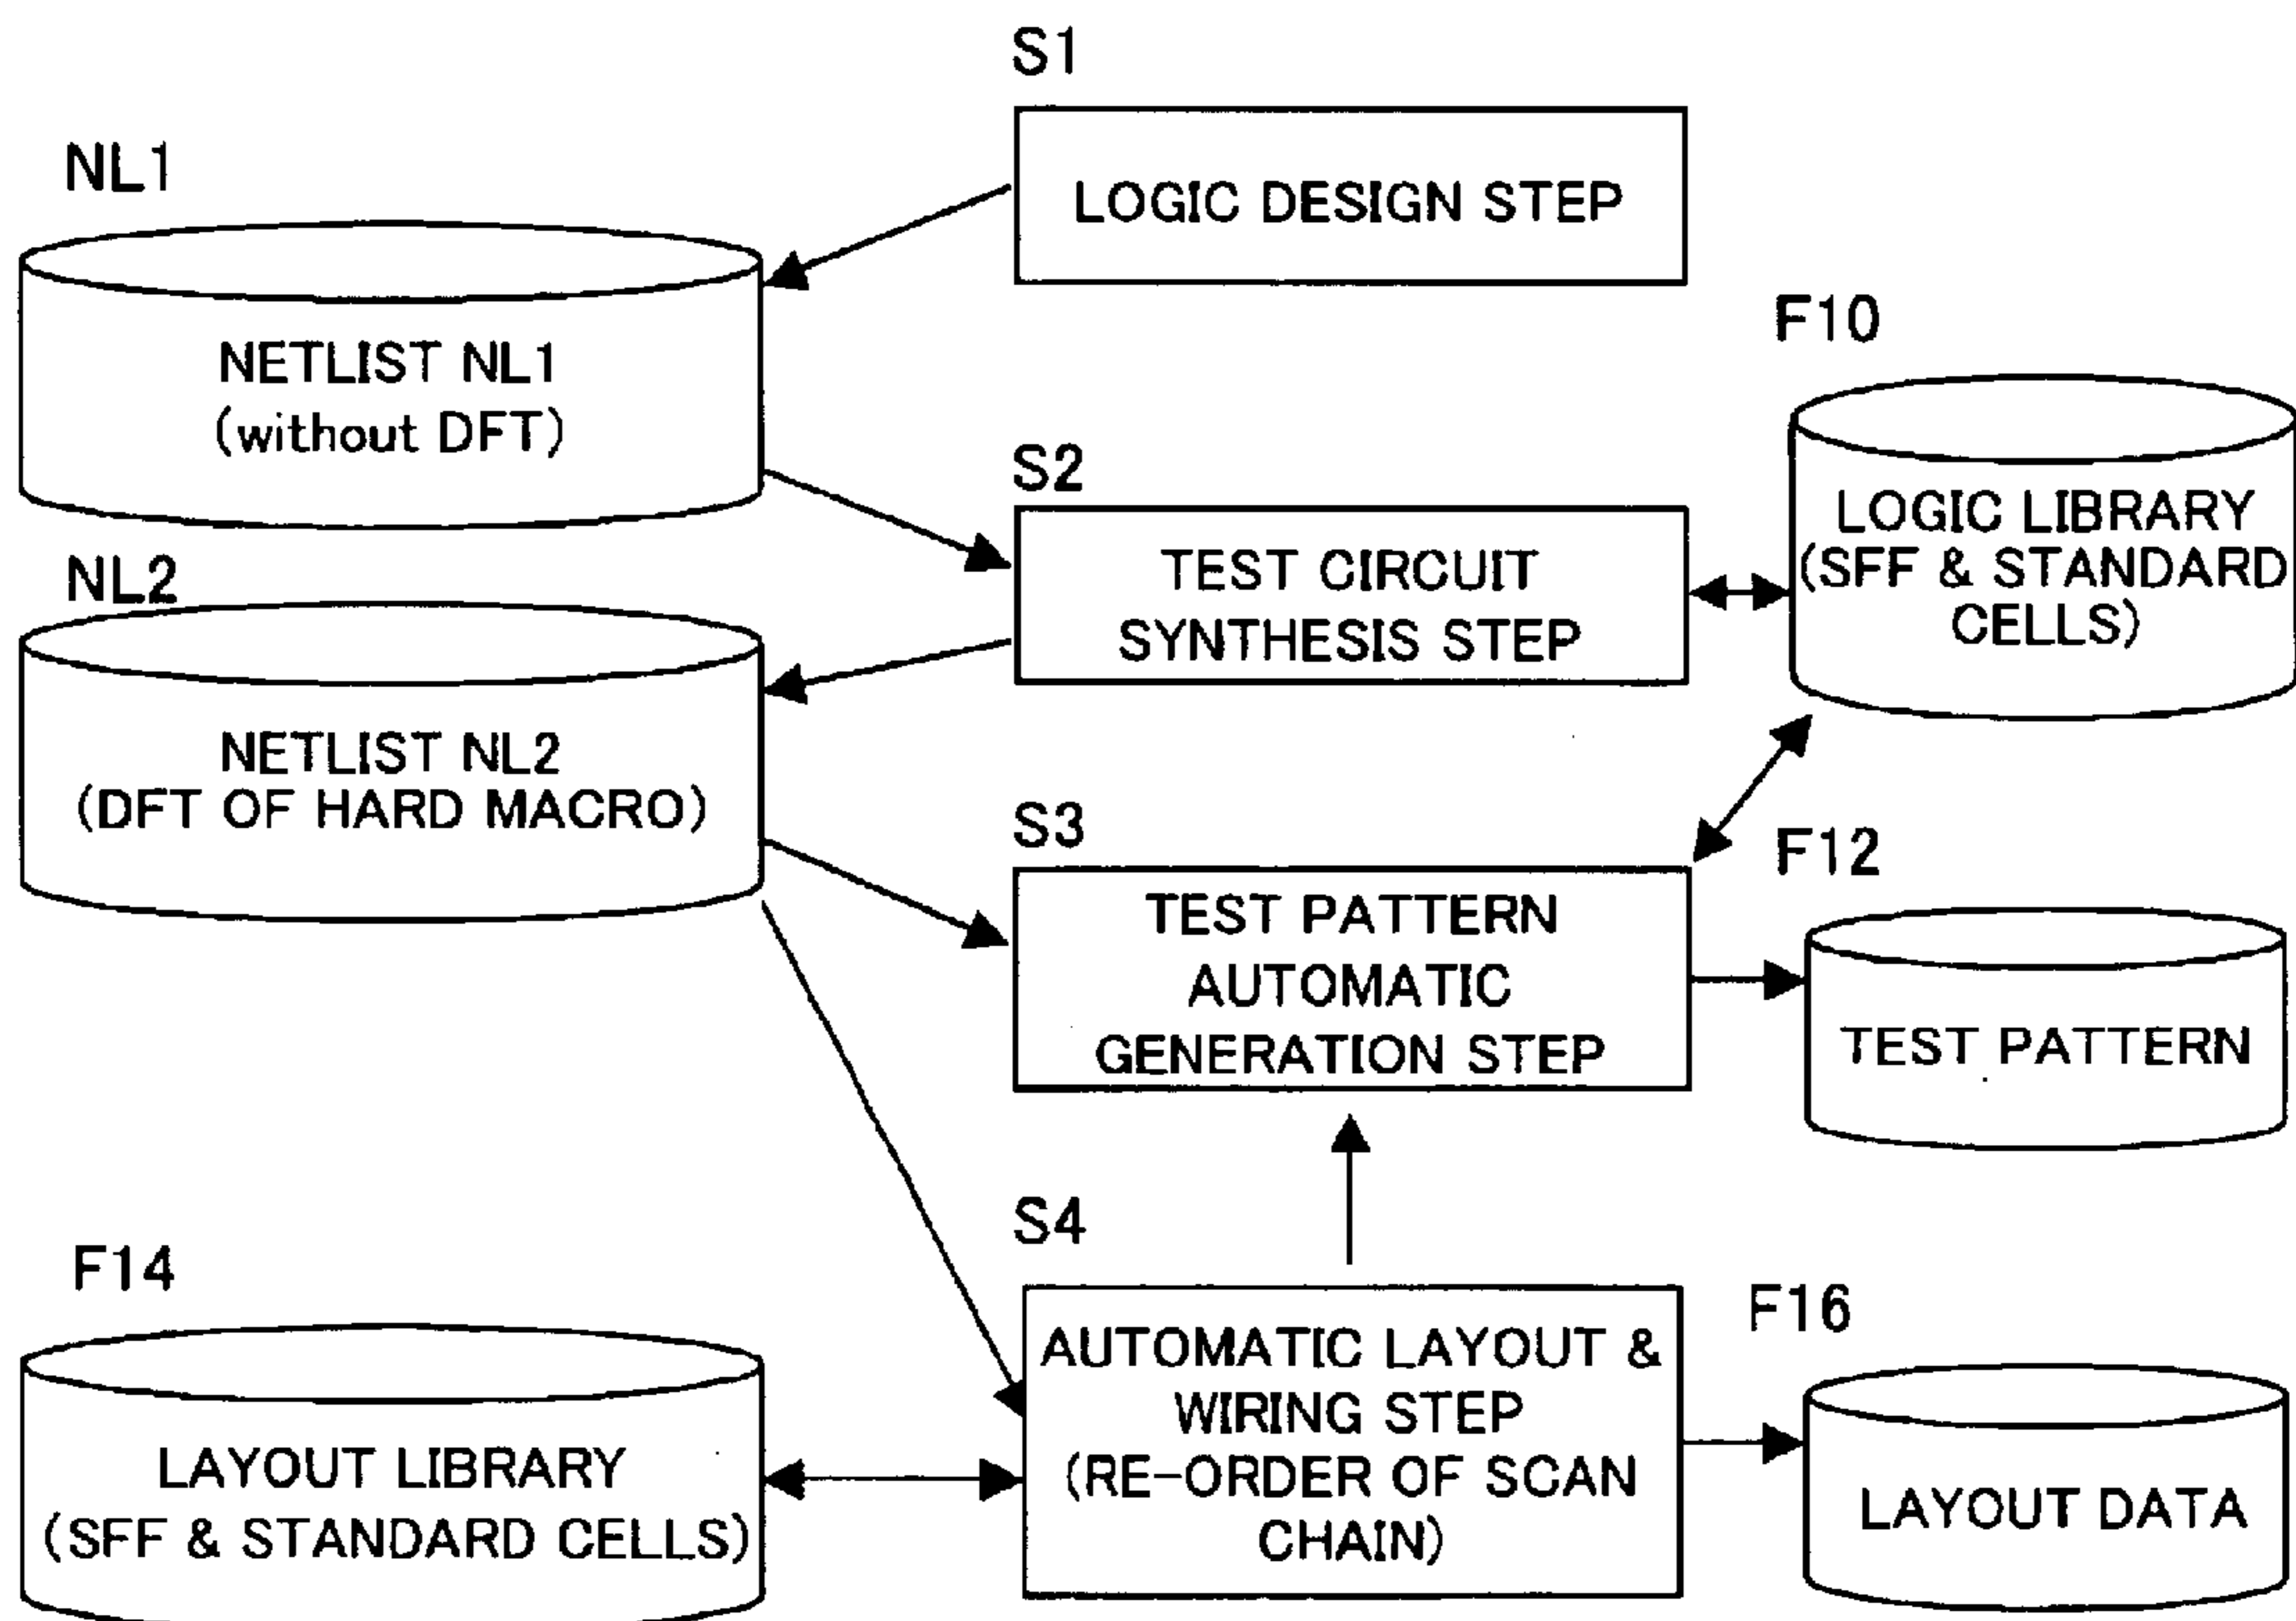 S1
LOGIC DESIGN STEP
NL1
NETLIST NL1
(without DFT)
F10
LOGIC LIBRARY
(SFF & STANDARD
CELLS)
S2
TEST CIRCUIT
SYNTHESIS STEP
NL2
NETLIST NL2
(DFT OF HARD MACRO)
S3
TEST PATTERN
AUTOMATIC
GENERATION STEP
F12
TEST PATTERN
S4
AUTOMATIC LAYOUT &
WIRING STEP
(RE-ORDER OF SCAN
CHAIN)
F14
LAYOUT LIBRARY
(SFF & STANDARD CELLS)
F16
LAYOUT DATA